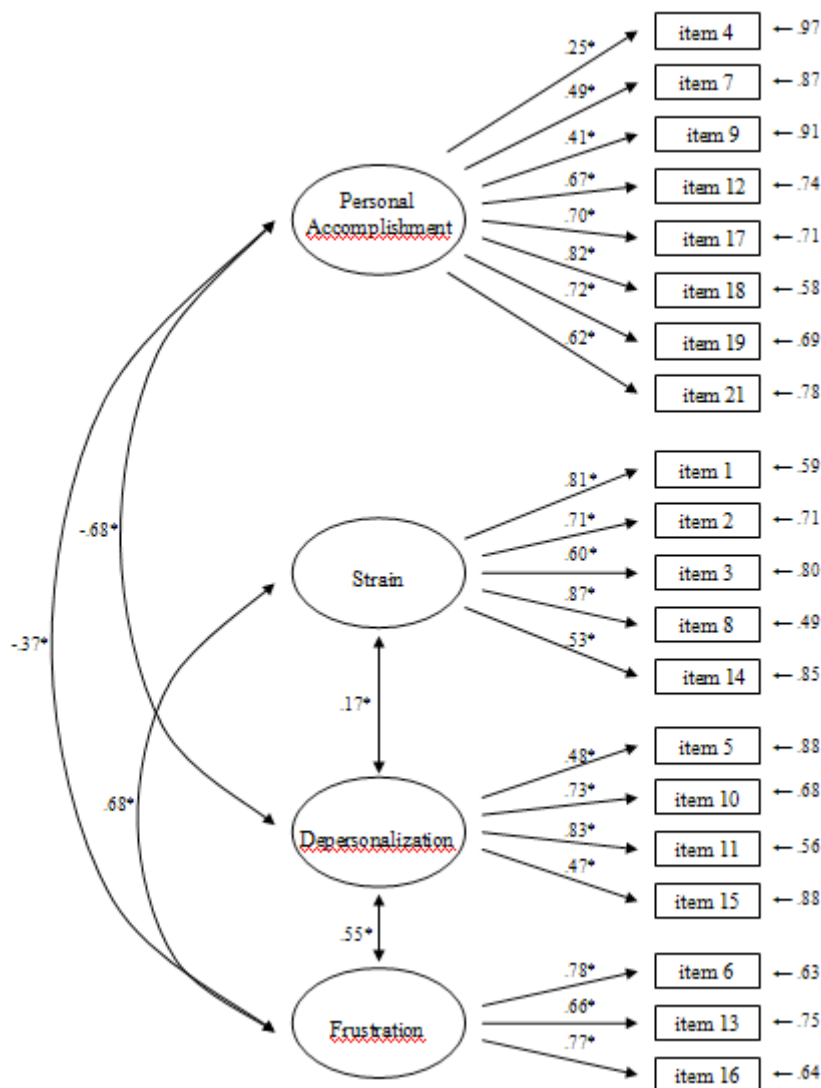 .25*
item 4
.97
.49*
item 7
.87
.41*
item 9
.91
Personal
Accomplishment
.67*
item 12
.74
.70*
item 17
.71
.82*
item 18
.58
.72*
item 19
.69
.62*
item 21
.78
-.68*
-.37*
.81*
item 1
.59
.71*
item 2
.71
Strain
.60*
item 3
.80
.87*
item 8
.49
.53*
item 14
.85
.17*
.68*
.48*
item 5
.88
.73*
item 10
.68
Depersonalization
.83*
item 11
.56
.47*
item 15
.88
.55*
.78*
item 6
.63
Frustration
.66*
item 13
.75
.77*
item 16
.64